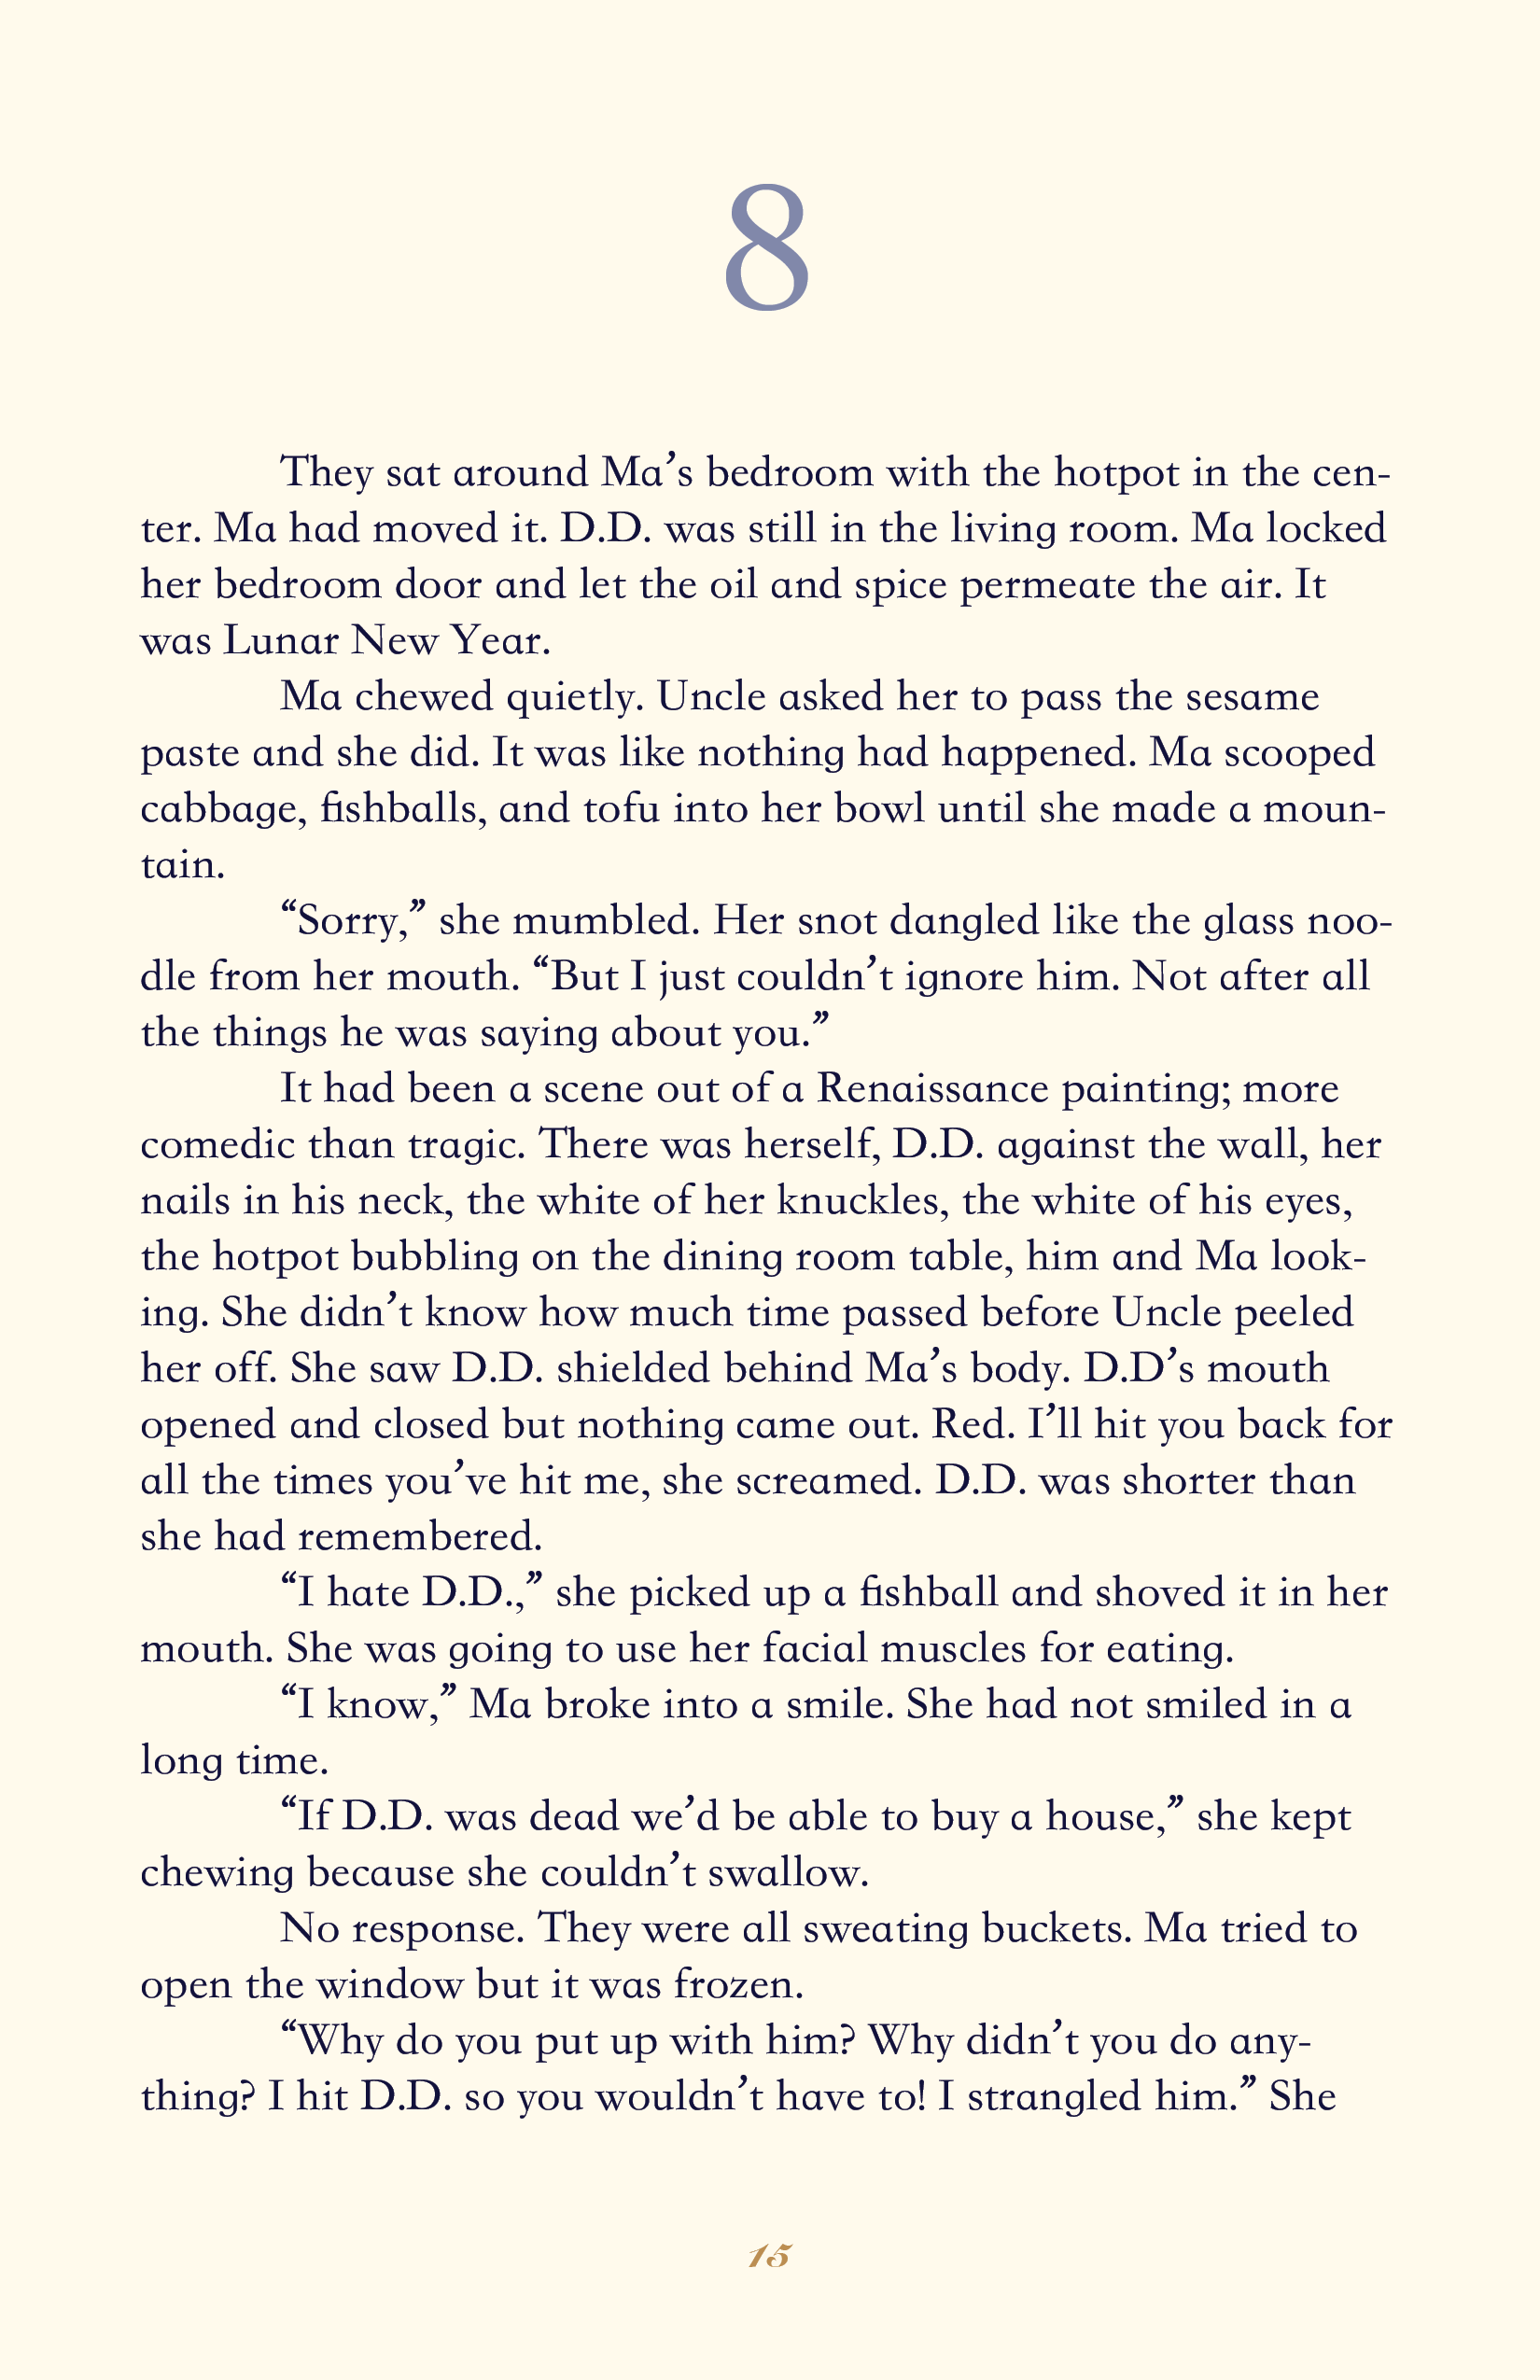 8
They sat around Ma’s bedroom with the hotpot in the cen-
ter. Ma had moved it. D.D. was still in the living room. Ma locked
her bedroom door and let the oil and spice permeate the air. It
was Lunar New Year.
Ma chewed quietly. Uncle asked her to pass the sesame
paste and she did. It was like nothing had happened. Ma scooped
cabbage, fishballs, and tofu into her bowl until she made a moun-
tain.
“Sorry,” she mumbled. Her snot dangled like the glass noo-
dle from her mouth. “But I just couldn’t ignore him. Not after all
the things he was saying about you.”
It had been a scene out of a Renaissance painting; more
comedic than tragic. There was herself, D.D. against the wall, her
nails in his neck, the white of her knuckles, the white of his eyes,
the hotpot bubbling on the dining room table, him and Ma look-
ing. She didn’t know how much time passed before Uncle peeled
her off. She saw D.D. shielded behind Ma’s body. D.D’s mouth
opened and closed but nothing came out. Red. I’ll hit you back for
all the times you’ve hit me, she screamed. D.D. was shorter than
she had remembered.
“I hate D.D.,” she picked up a fishball and shoved it in her
mouth. She was going to use her facial muscles for eating.
“I know,” Ma broke into a smile. She had not smiled in a
long time.
“If D.D. was dead we’d be able to buy a house,” she kept
chewing because she couldn’t swallow.
No response. They were all sweating buckets. Ma tried to
open the window but it was frozen.
“Why do you put up with him? Why didn’t you do any-
thing? I hit D.D. so you wouldn’t have to! I strangled him.” She
15